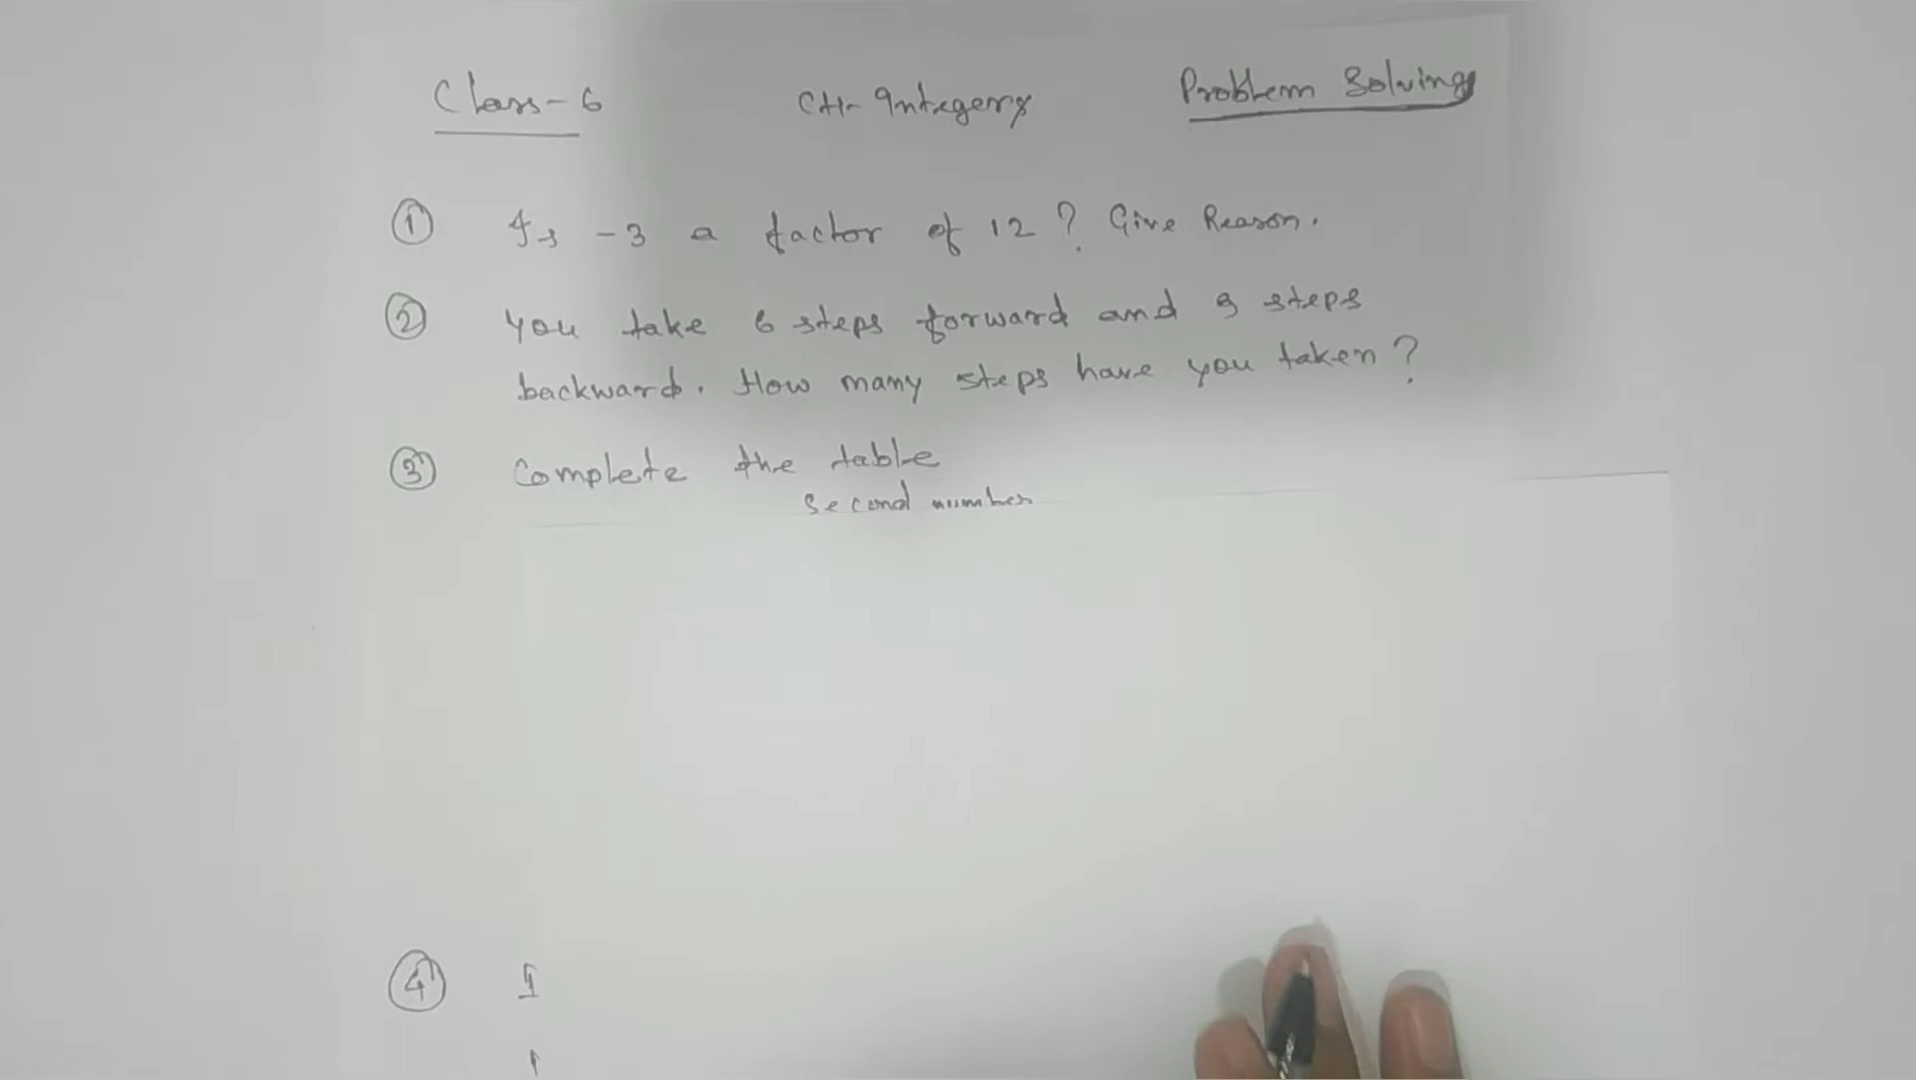 Class-6 CH- Integers Problem Solving
① Is -3 a factor of 12 ? Give Reason.
② You take 6 steps forward and 9 steps
backward. How many steps have you taken ?
③ Complete the table
Second number
④ I